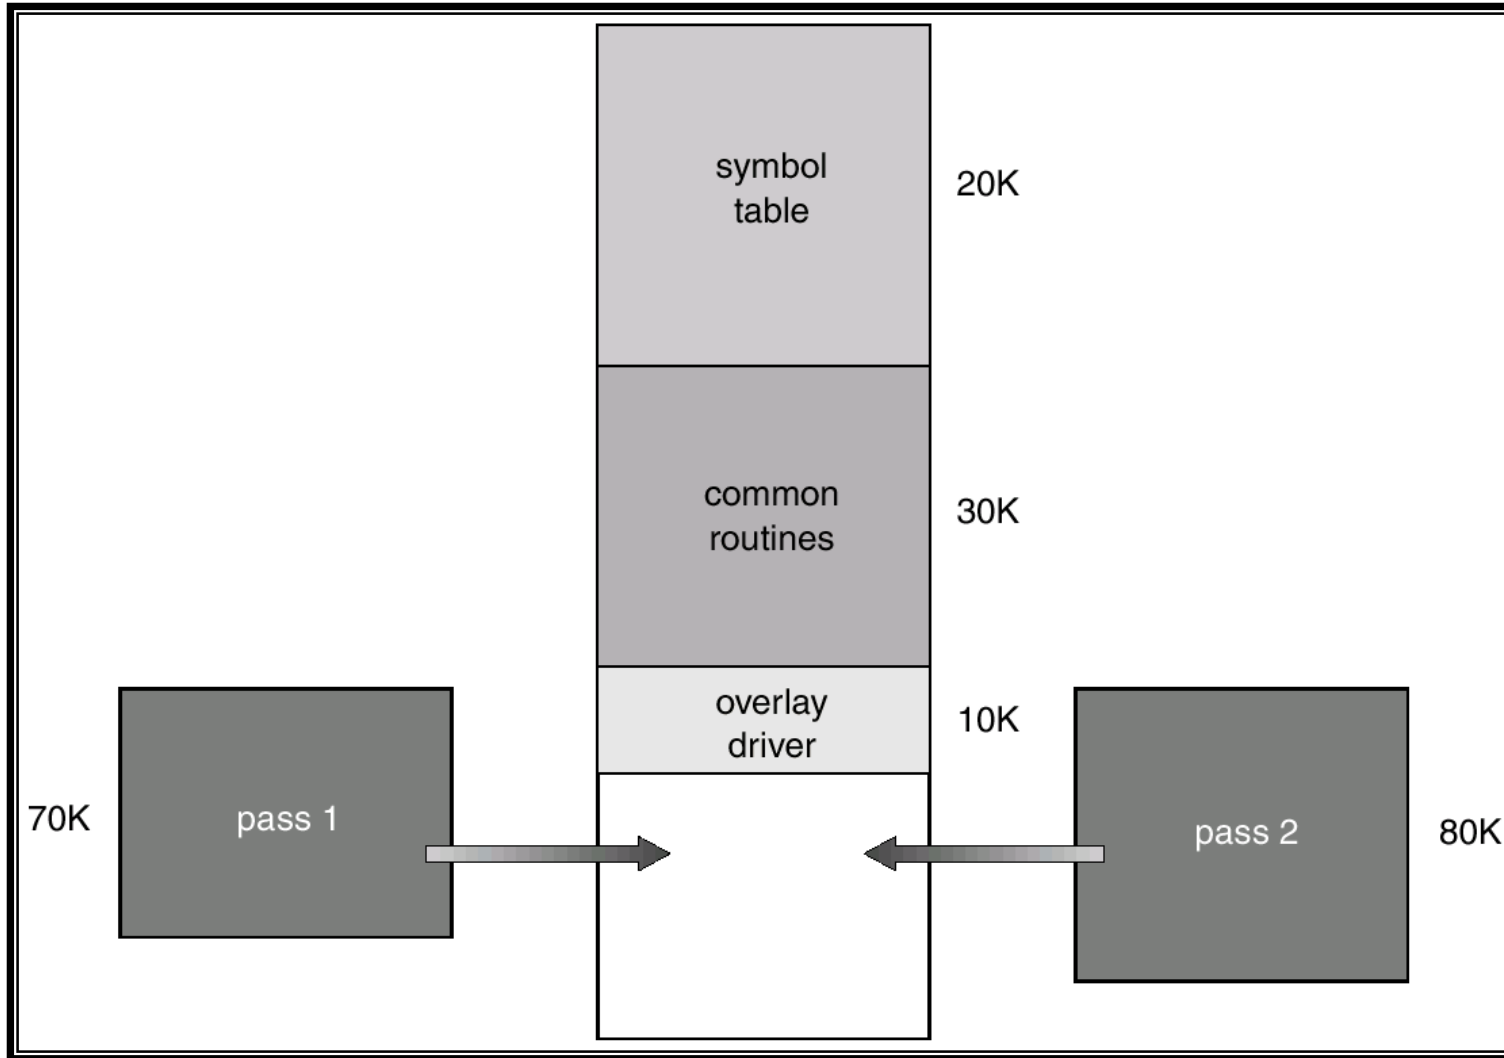 symbol
table
20K
common
routines
30K
overlay
driver
10K
70K
pass 1
pass 2
80K